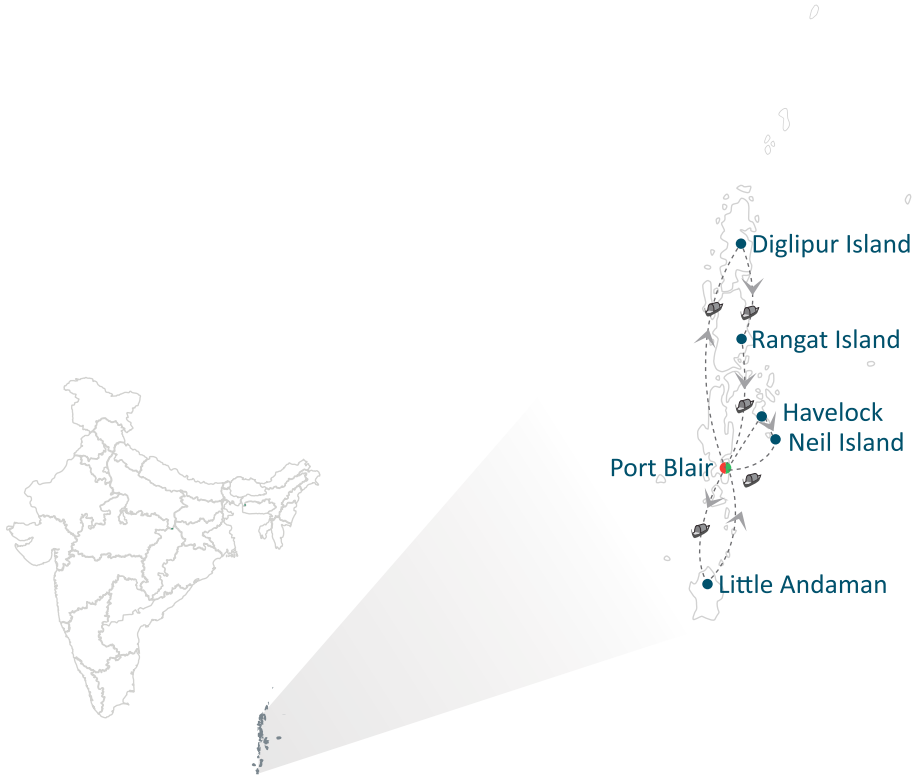 Diglipur Island
Rangat Island
Havelock
Neil Island
Port Blair
Little Andaman